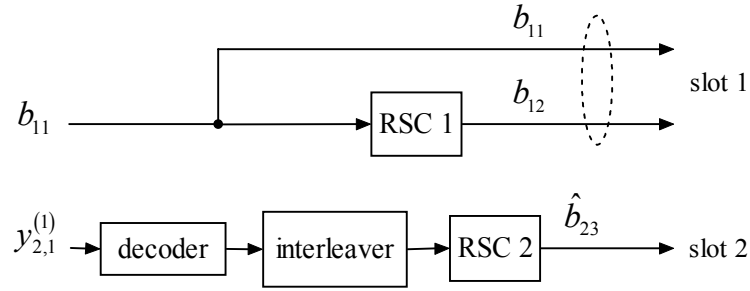 b₁₁
b₁₁
RSC 1
b₁₂
slot 1
y₂,₁⁽¹⁾
decoder
interleaver
RSC 2
b̂₂₃
slot 2